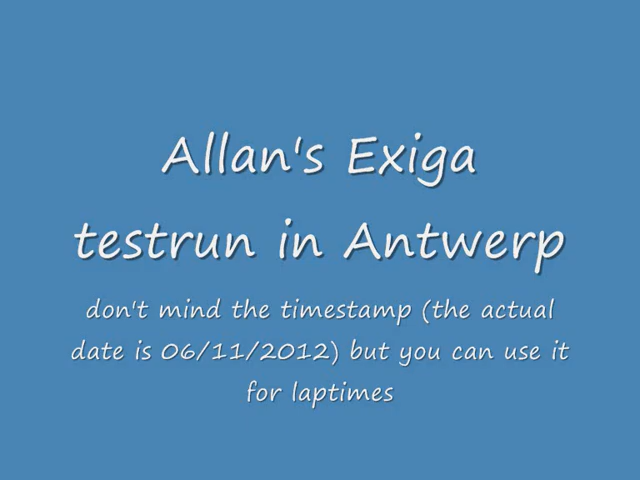 Allan's Exiga
testrun in Antwerp
don't mind the timestamp (the actual
date is 06/11/2012) but you can use it
for laptimes